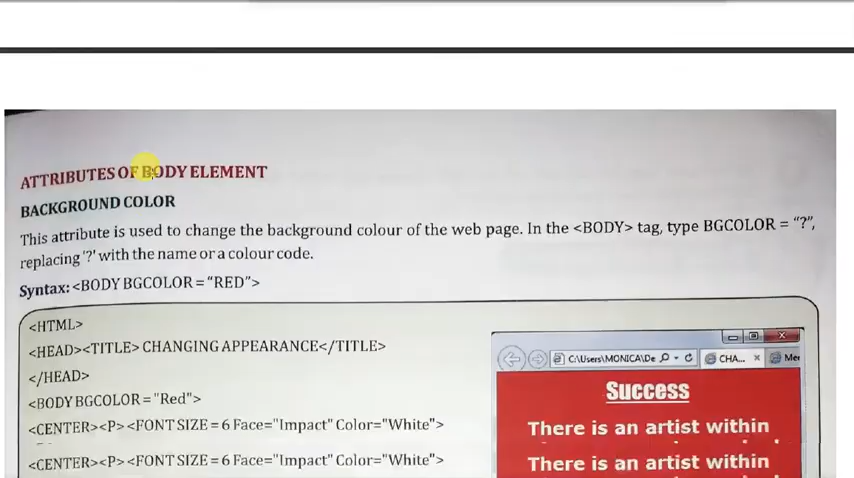 ATTRIBUTES OF BODY ELEMENT
BACKGROUND COLOR
This attribute is used to change the background colour of the web page. In the <BODY> tag, type BGCOLOR = "?",
replacing '?' with the name or a colour code.
Syntax: <BODY BGCOLOR = "RED">
<HTML>
<HEAD><TITLE> CHANGING APPEARANCE</TITLE>
</HEAD>
<BODY BGCOLOR = "Red">
<CENTER><P> <FONT SIZE = 6 Face="Impact" Color="White">
<CENTER><P> <FONT SIZE = 6 Face="Impact" Color="White">
C:\Users\MONICA\De
CHA...
Me
Success
There is an artist within
There is an artist within